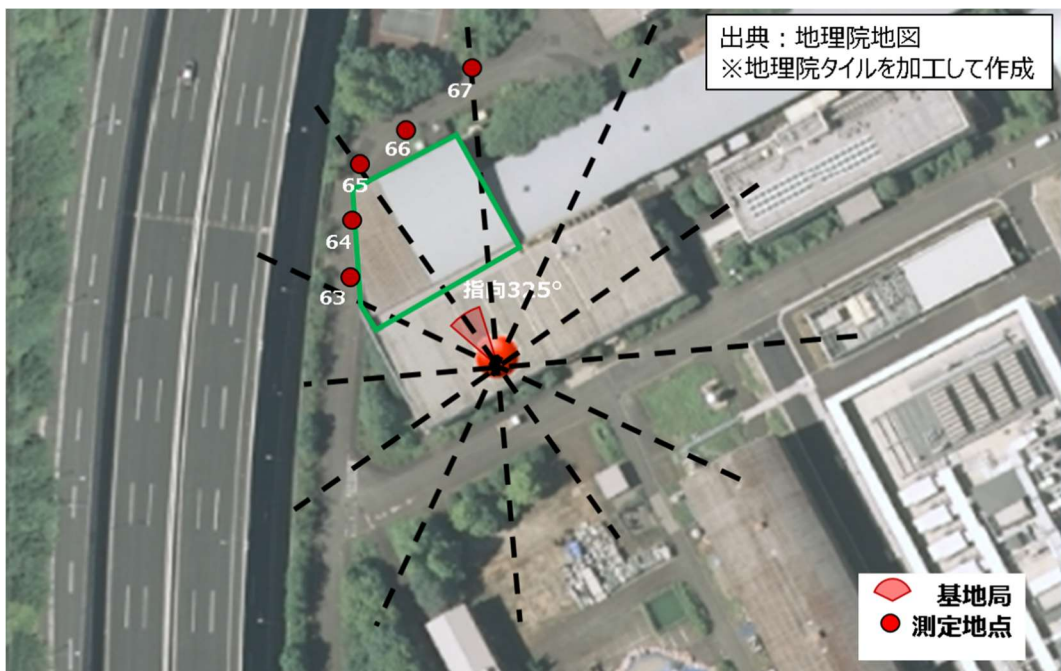 出典：地理院地図
※地理院タイルを加工して作成
67
66
65
64
63
指向325°
基地局
測定地点